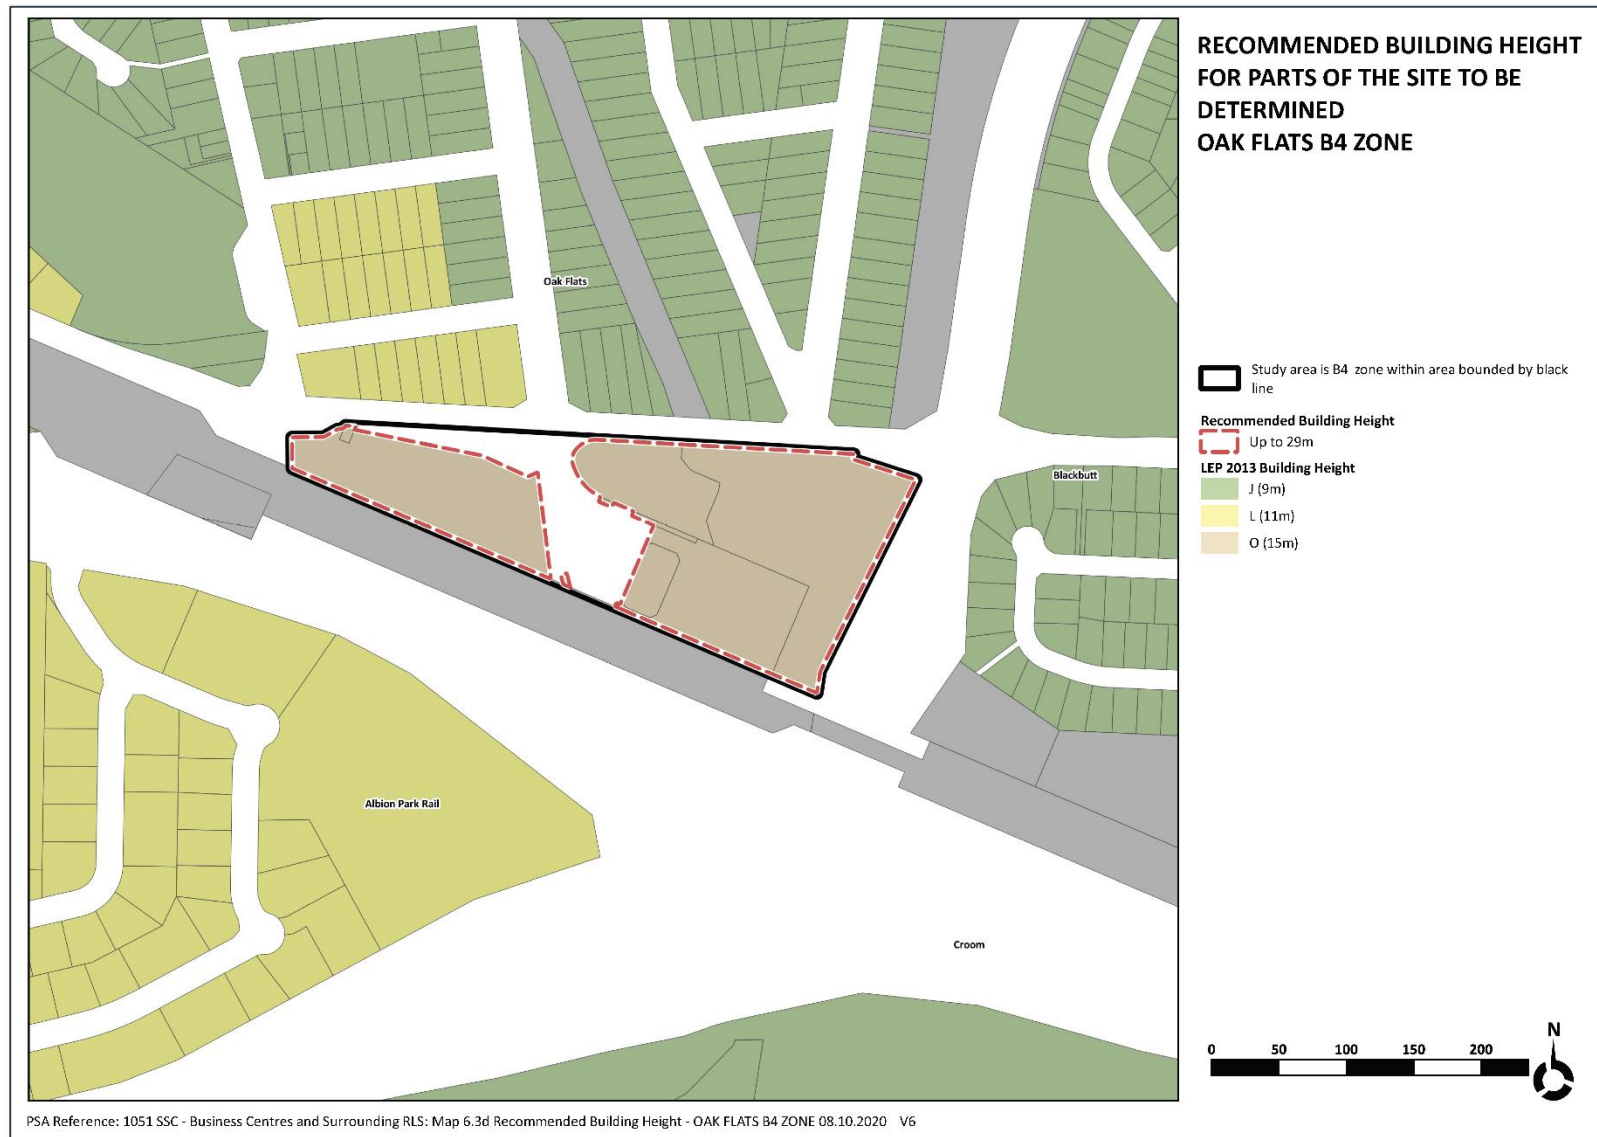 RECOMMENDED BUILDING HEIGHT
FOR PARTS OF THE SITE TO BE
DETERMINED
OAK FLATS B4 ZONE
Oak Flats
Study area is B4 zone within area bounded by black
line
Recommended Building Height
Up to 29m
LEP 2013 Building Height
J (9m)
L (11m)
O (15m)
Blackbutt
Albion Park Rail
Croom
N
0 50 100 150 200
PSA Reference: 1051 SSC - Business Centres and Surrounding RLS: Map 6.3d Recommended Building Height - OAK FLATS B4 ZONE 08.10.2020 V6